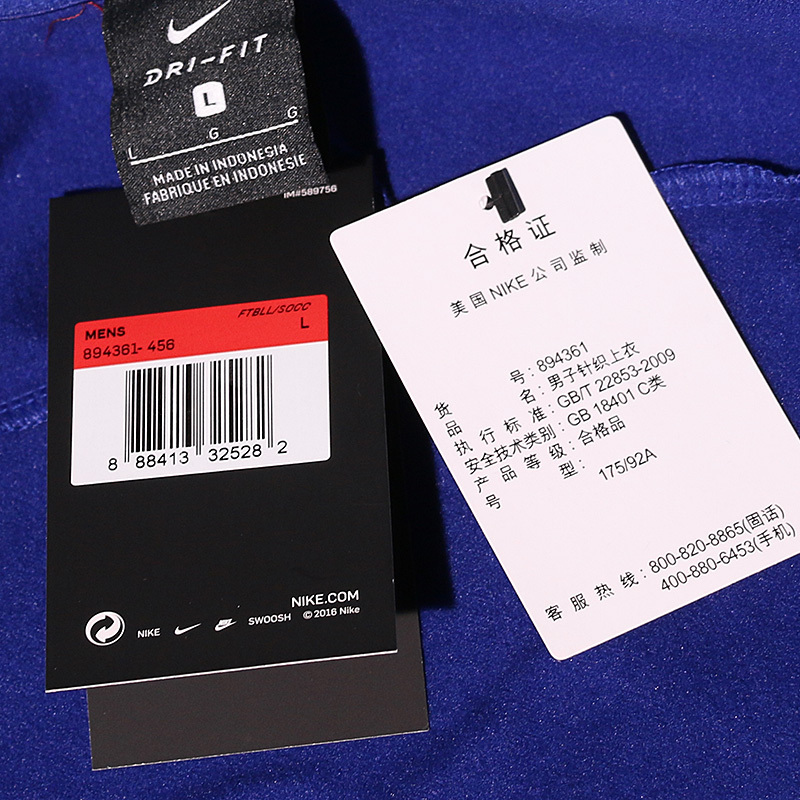 DRI-FIT
L
L G G
MADE IN INDONESIA
FABRIQUE EN INDONESIE
IM#589756
FTBLL/SOCC
MENS L
894361- 456
8 88413 32528 2
NIKE.COM
NIKE SWOOSH © 2016 Nike
合格证
美国NIKE公司监制
货号：894361
品名：男子针织上衣
执行标准：GB/T 22853-2009
安全技术类别：GB 18401 C类
产品等级：合格品
号型：175/92A
客服热线：800-820-8865(固话)
400-880-6453(手机)